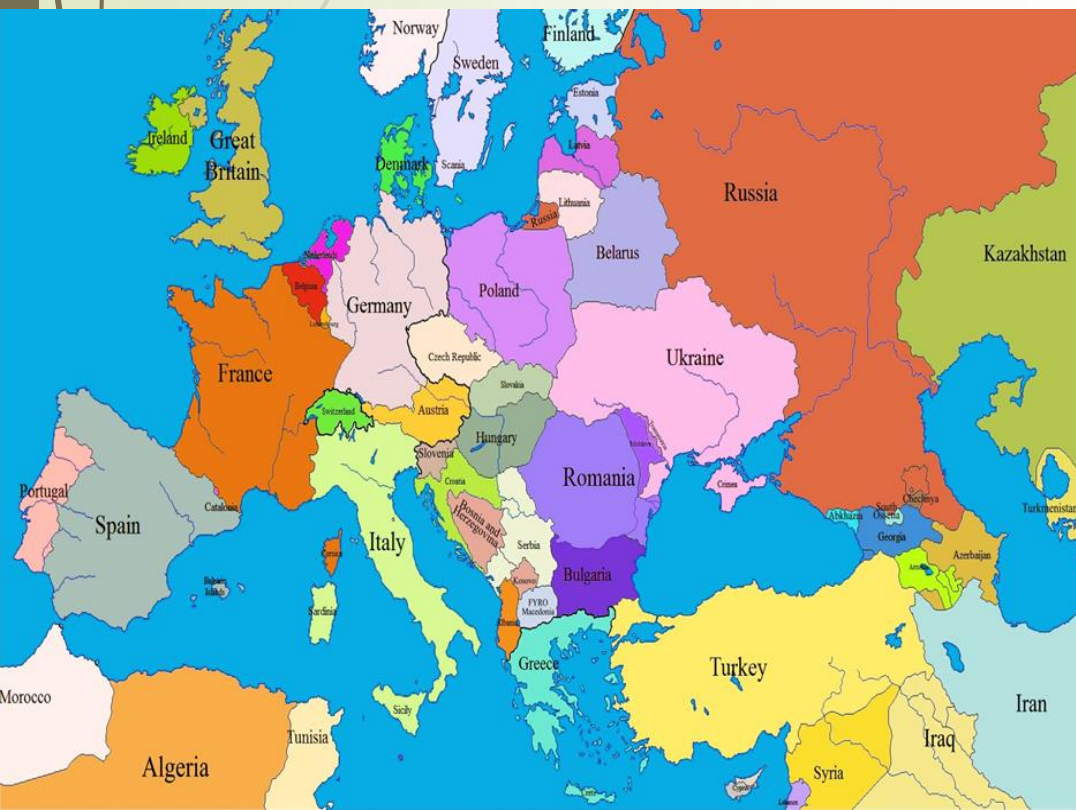 Norway
Finland
Sweden
Estonia
Ireland
Great
Britain
Latvia
Denmark
Scania
Russia
Lithuania
Russia
Belarus
Kazakhstan
Netherlands
Belgium
Poland
Germany
Luxembourg
Czech Republic
Ukraine
France
Slovakia
Switzerland
Austria
Hungary
Moldova
Slovenia
Romania
Croatia
Crimea
Portugal
Chechnya
Catalonia
South
Ossetia
Turkmenistan
Abkhazia
Spain
Bosnia and
Herzegovina
Georgia
Italy
Serbia
Corsica
Azerbaijan
Bulgaria
Kosovo
Balearic
Islands
FYRO
Macedonia
Sardinia
Albania
Greece
Turkey
Morocco
Iran
Sicily
Tunisia
Iraq
Algeria
Syria
Cyprus
Crete
Lebanon